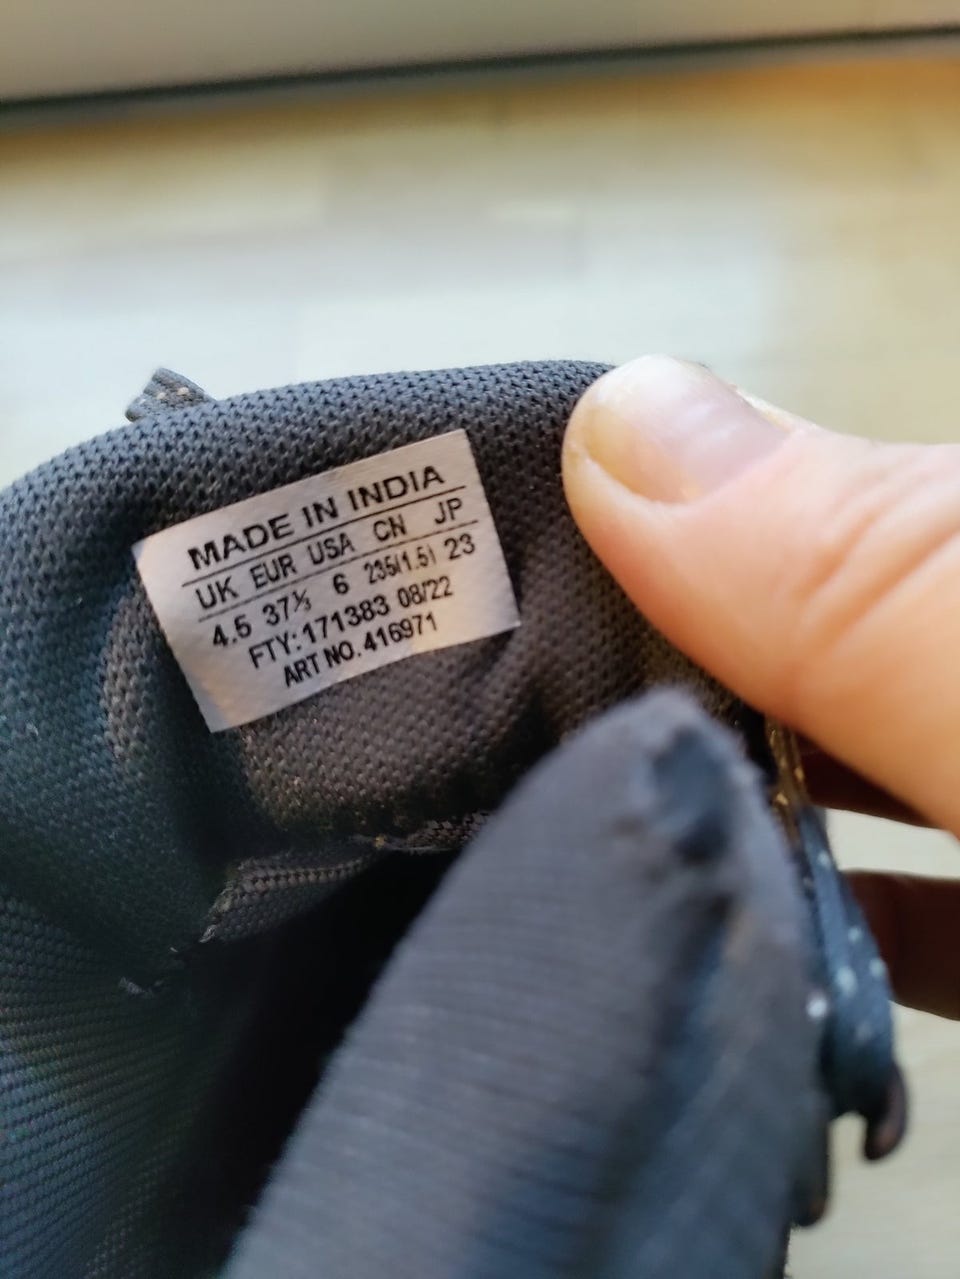 MADE IN INDIA
UK EUR USA CN JP
4.5 37⅓ 6 235(1.5) 23
FTY: 171383 08/22
ART NO. 416971